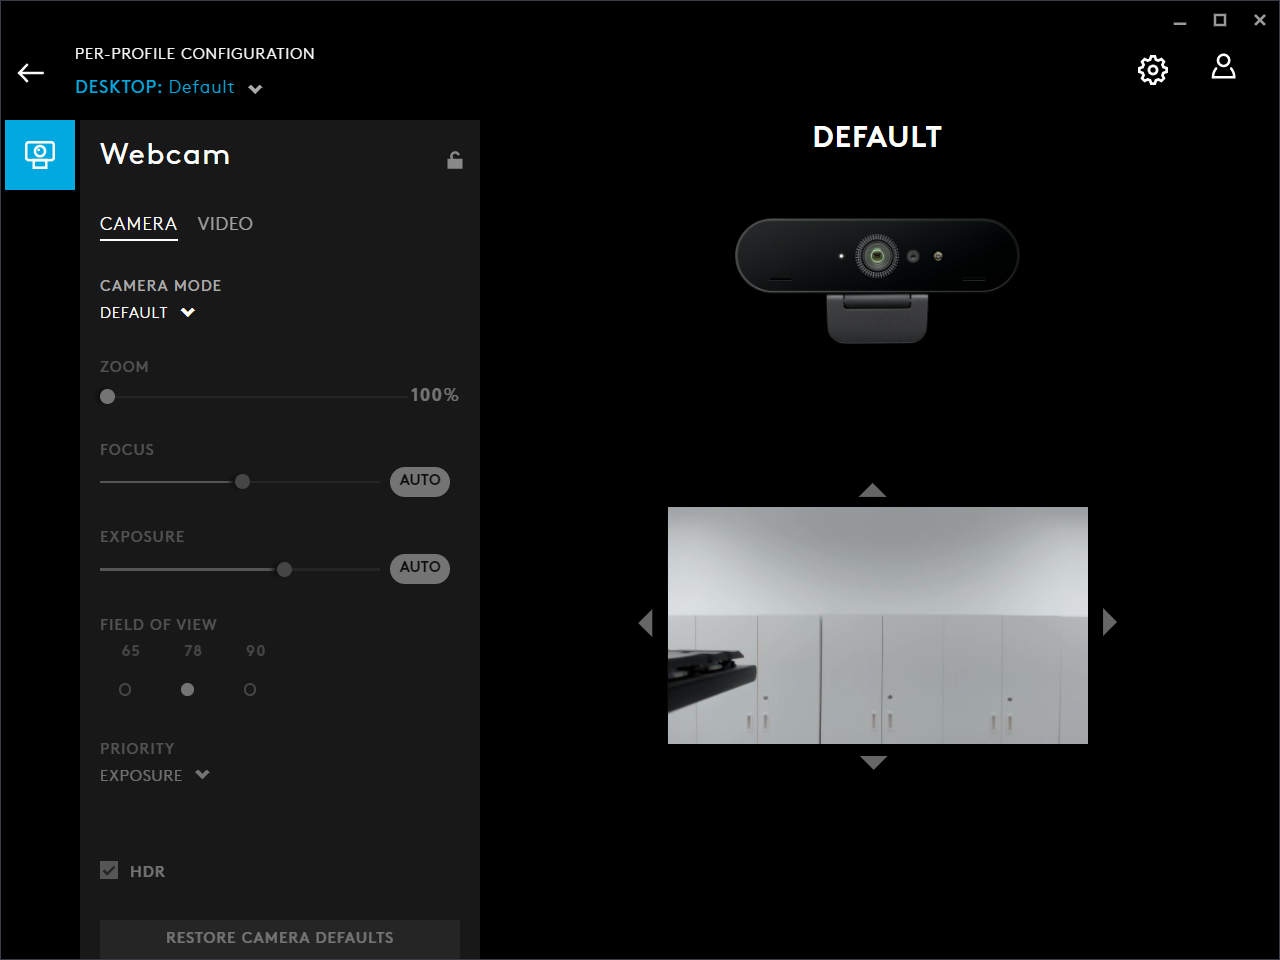 PER-PROFILE CONFIGURATION
DESKTOP: Default
Webcam
CAMERA VIDEO
CAMERA MODE
DEFAULT
ZOOM
100%
FOCUS
AUTO
EXPOSURE
AUTO
FIELD OF VIEW
65 78 90
PRIORITY
EXPOSURE
HDR
RESTORE CAMERA DEFAULTS
DEFAULT